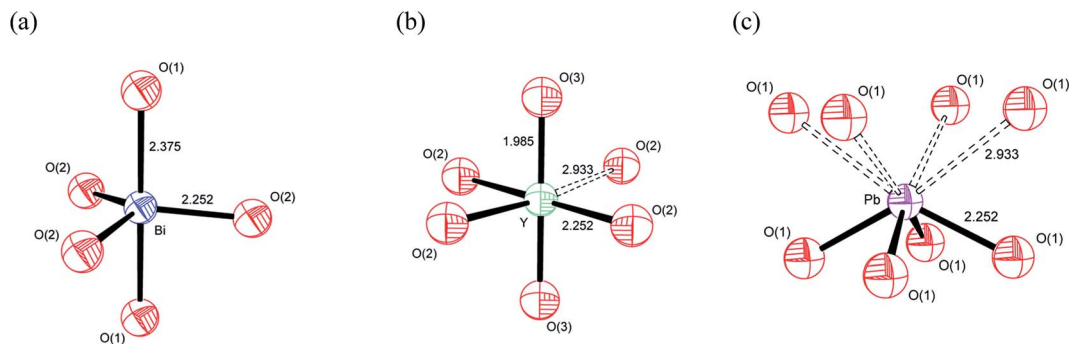 (a)
O(1)
2.375
O(2)
2.252
O(2)
O(2)
Bi
O(1)
(b)
O(3)
1.985
O(2)
O(2)
2.933
O(2)
Y
2.252
O(2)
O(3)
(c)
O(1)
O(1)
O(1)
O(1)
2.933
Pb
2.252
O(1)
O(1)
O(1)
O(1)